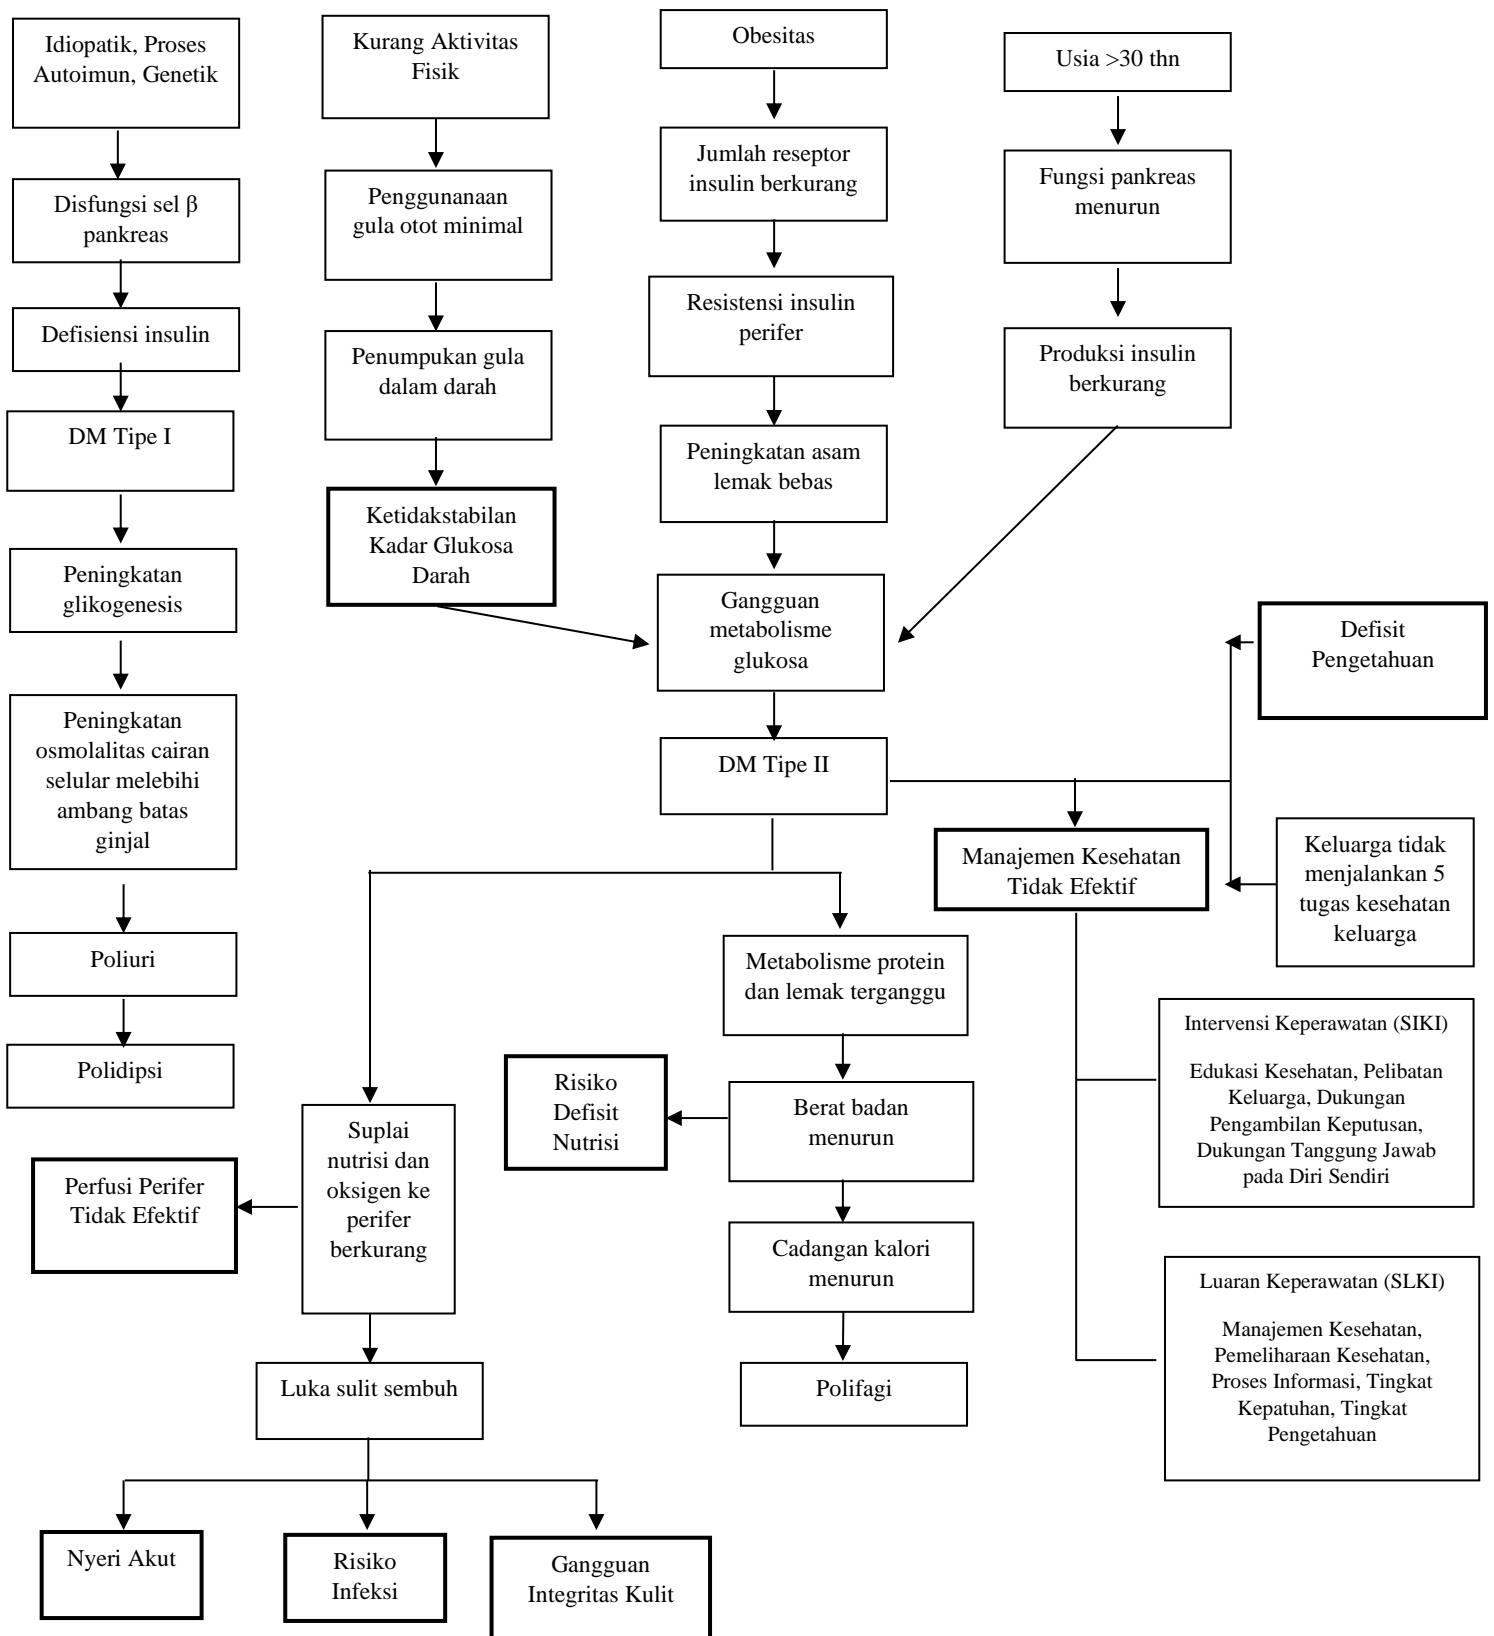 Idiopatik, Proses
Autoimun, Genetik
Disfungsi sel β
pankreas
Defisiensi insulin
DM Tipe I
Peningkatan
glikogenesis
Peningkatan
osmolalitas cairan
selular melebihi
ambang batas
ginjal
Poliuri
Polidipsi
Kurang Aktivitas
Fisik
Penggunanaan
gula otot minimal
Penumpukan gula
dalam darah
Ketidakstabilan
Kadar Glukosa
Darah
Obesitas
Jumlah reseptor
insulin berkurang
Resistensi insulin
perifer
Peningkatan asam
lemak bebas
Gangguan
metabolisme
glukosa
DM Tipe II
Usia >30 thn
Fungsi pankreas
menurun
Produksi insulin
berkurang
Defisit
Pengetahuan
Manajemen Kesehatan
Tidak Efektif
Keluarga tidak
menjalankan 5
tugas kesehatan
keluarga
Intervensi Keperawatan (SIKI)
Edukasi Kesehatan, Pelibatan
Keluarga, Dukungan
Pengambilan Keputusan,
Dukungan Tanggung Jawab
pada Diri Sendiri
Luaran Keperawatan (SLKI)
Manajemen Kesehatan,
Pemeliharaan Kesehatan,
Proses Informasi, Tingkat
Kepatuhan, Tingkat
Pengetahuan
Metabolisme protein
dan lemak terganggu
Berat badan
menurun
Risiko
Defisit
Nutrisi
Cadangan kalori
menurun
Polifagi
Suplai
nutrisi dan
oksigen ke
perifer
berkurang
Perfusi Perifer
Tidak Efektif
Luka sulit sembuh
Nyeri Akut
Risiko
Infeksi
Gangguan
Integritas Kulit